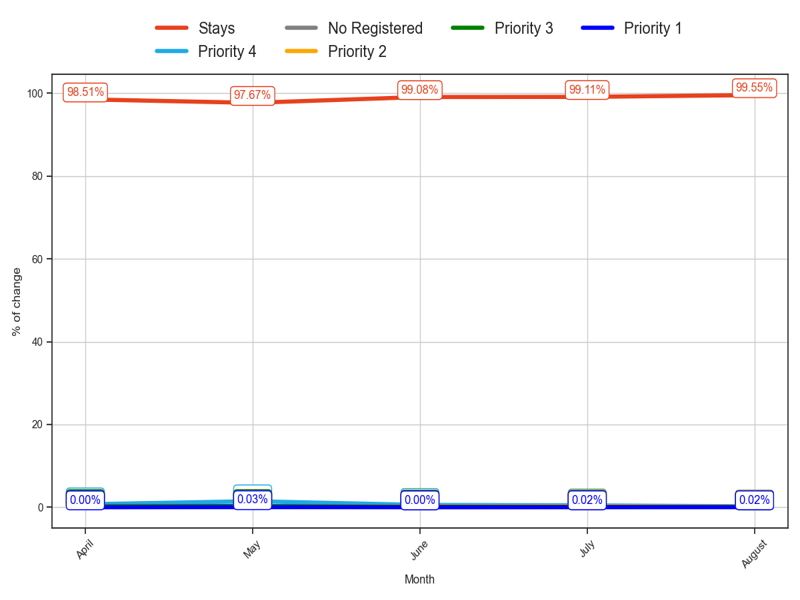 Stays No Registered Priority 3 Priority 1
Priority 4 Priority 2
98.51% 97.67% 99.08% 99.11% 99.55%
100
80
60
40
20
0
0.00% 0.03% 0.00% 0.02% 0.02%
% of change
April May June July August
Month